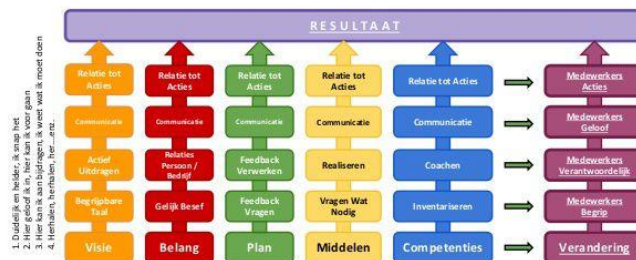 RESULTAAT
1. Duidelijk en helder, ik snap het
2. Hier geloof ik in, hier kan ik voor gaan
3. Hier kan ik aan bijdragen, ik weet wat ik moet doen
4. Herhalen, herhalen, her...enz.
Relatie tot
Acties
Communicatie
Actief
Uitdragen
Begrijpbare
Taal
Visie
Relatie tot
Acties
Communicatie
Relaties
Persoon /
Bedrijf
Gelijk Besef
Belang
Relatie tot
Acties
Communicatie
Feedback
Verwerken
Feedback
Vragen
Plan
Relatie tot
Acties
Communicatie
Realiseren
Vragen Wat
Nodig
Middelen
Relatie tot Acties
Communicatie
Coachen
Inventariseren
Competenties
Medewerkers
Acties
Medewerkers
Geloof
Medewerkers
Verantwoordelijk
Medewerkers
Begrip
Verandering